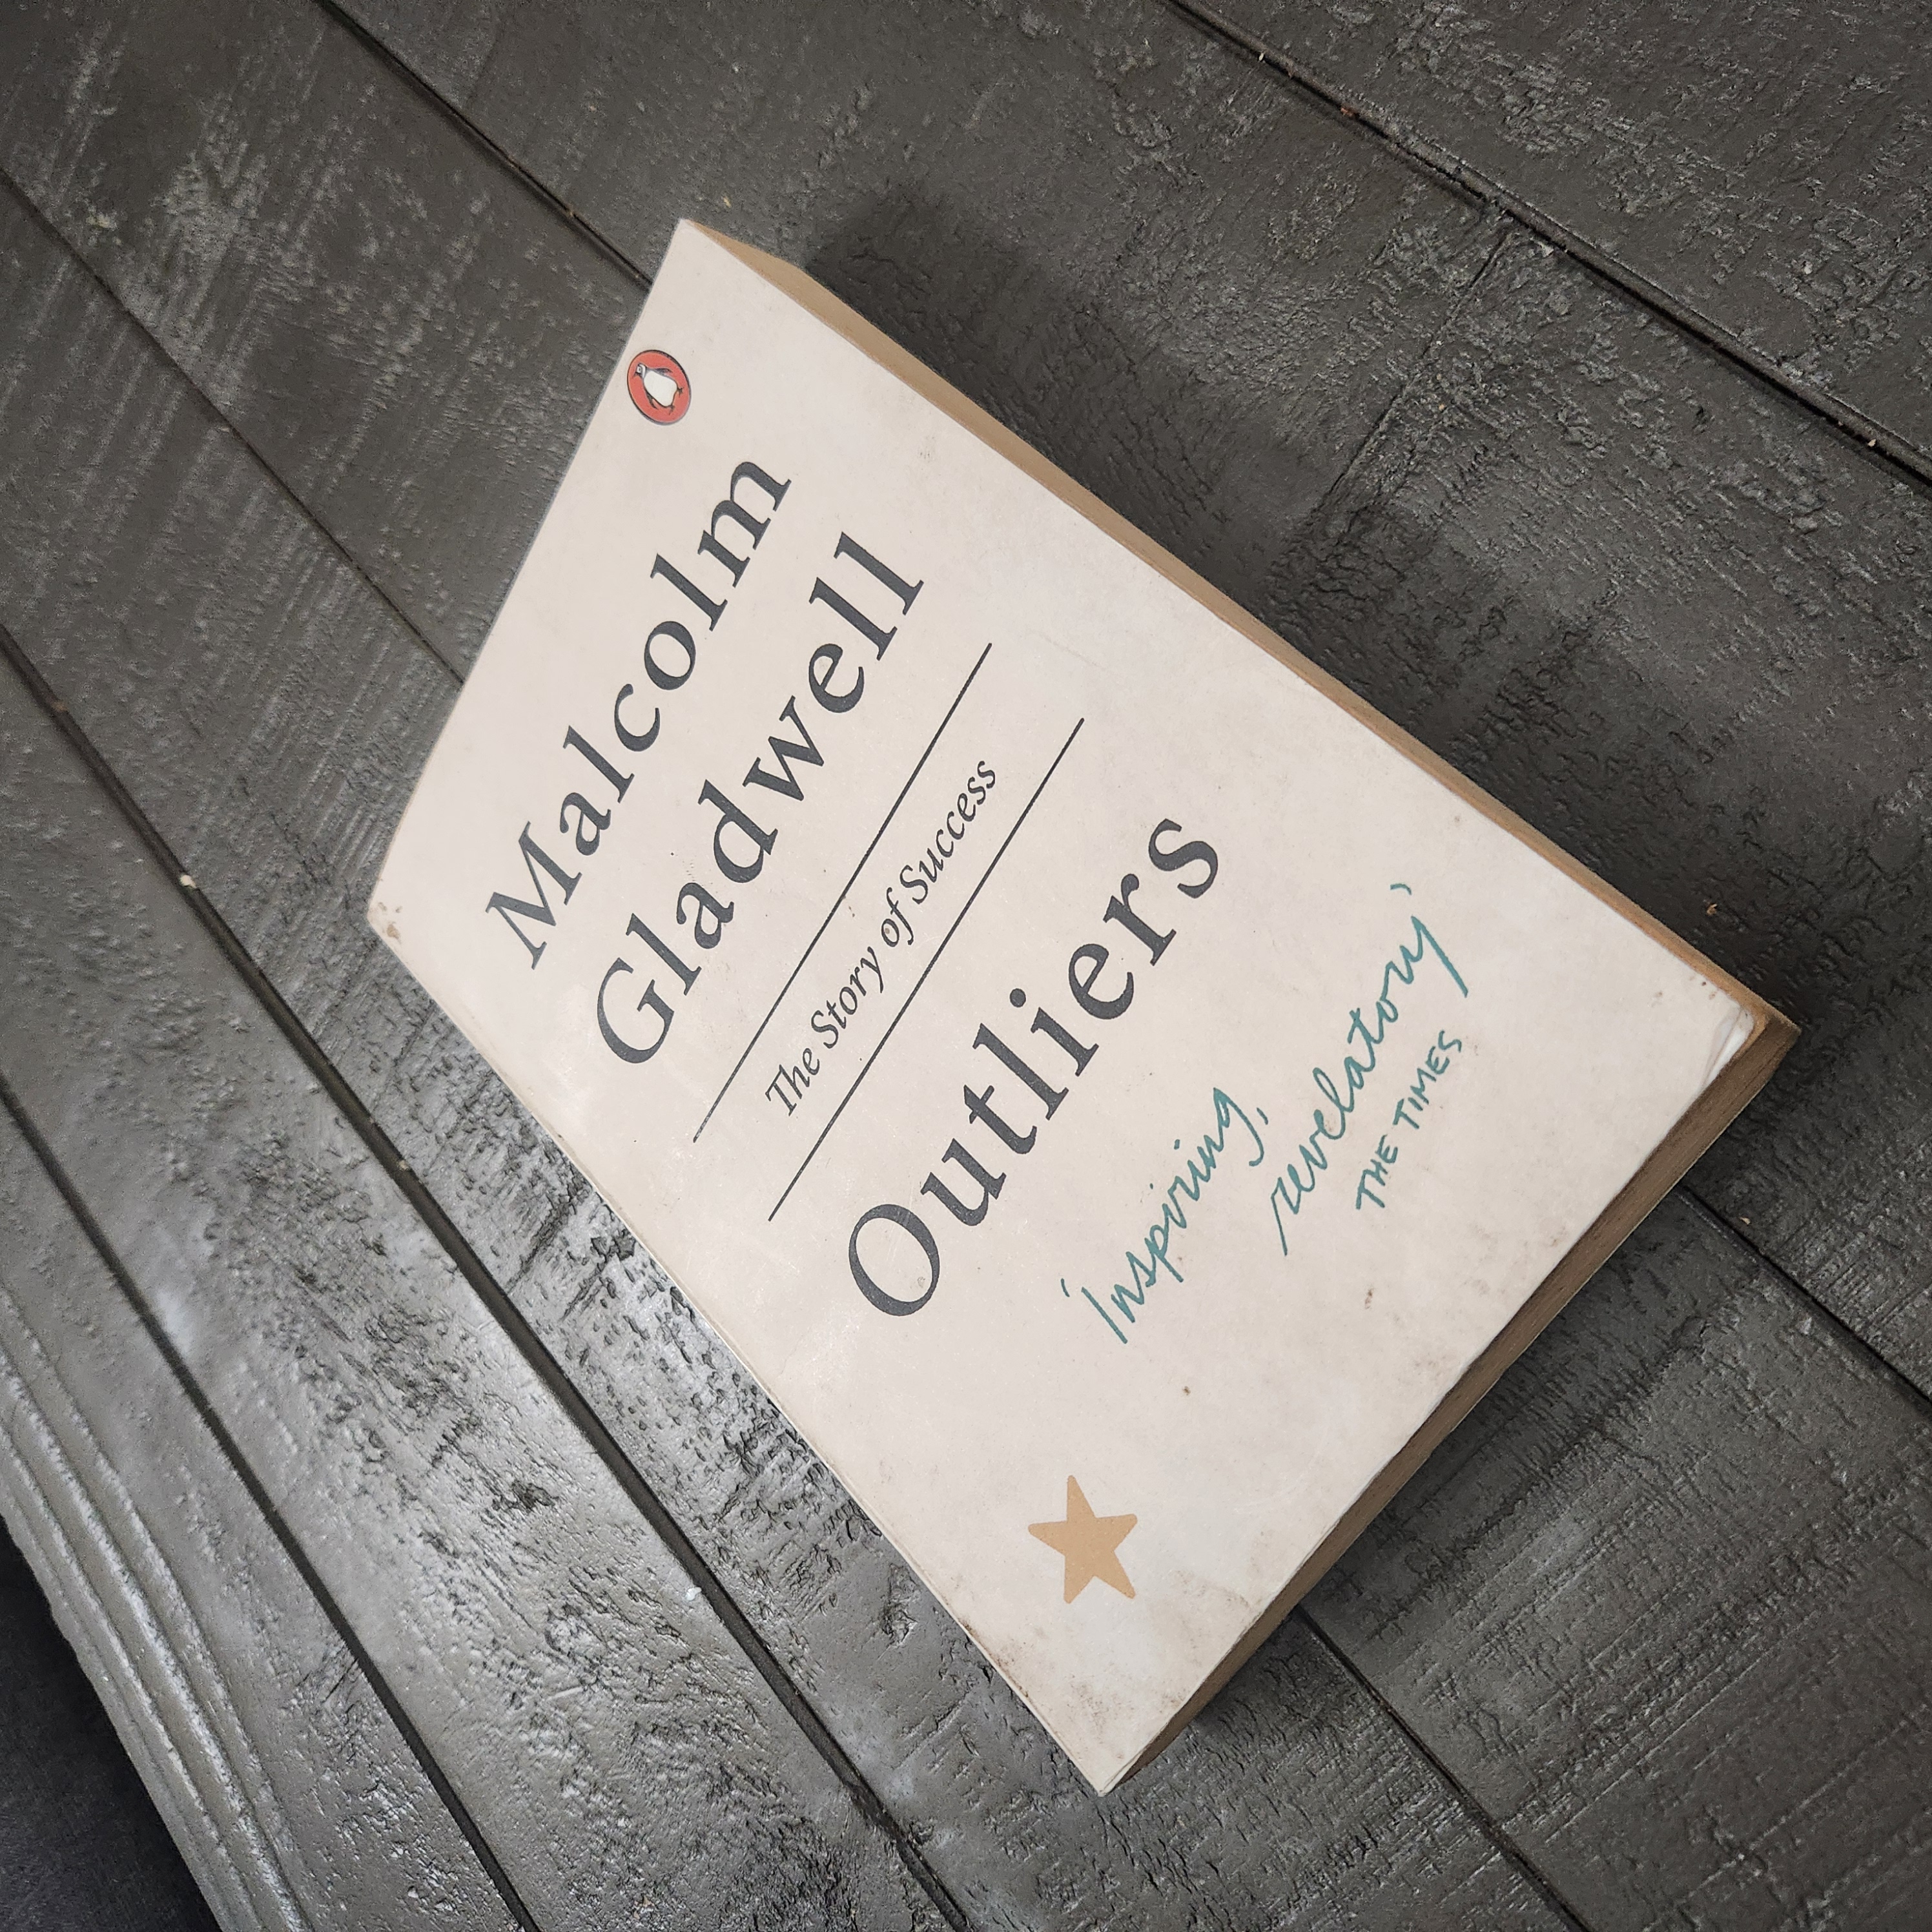 Malcolm
Gladwell
The Story of Success
Outliers
'Inspiring,
revelatory'
THE TIMES